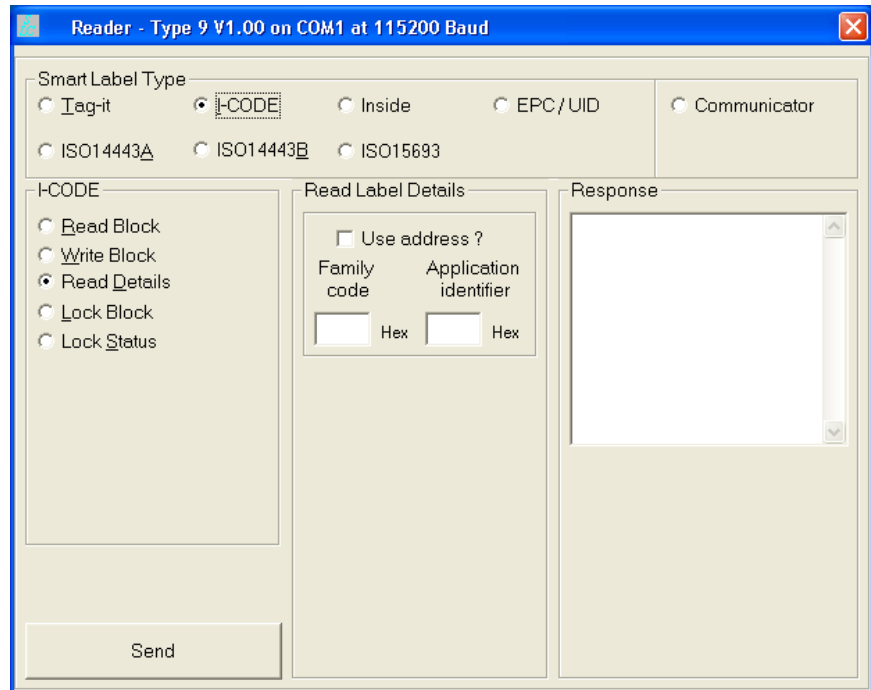 Reader - Type 9 V1.00 on COM1 at 115200 Baud
Smart Label Type
Tag-it I-CODE Inside EPC / UID Communicator
ISO14443A ISO14443B ISO15693
I-CODE
Read Block
Write Block
Read Details
Lock Block
Lock Status
Send
Read Label Details
Use address ?
Family Application
code identifier
Hex Hex
Response